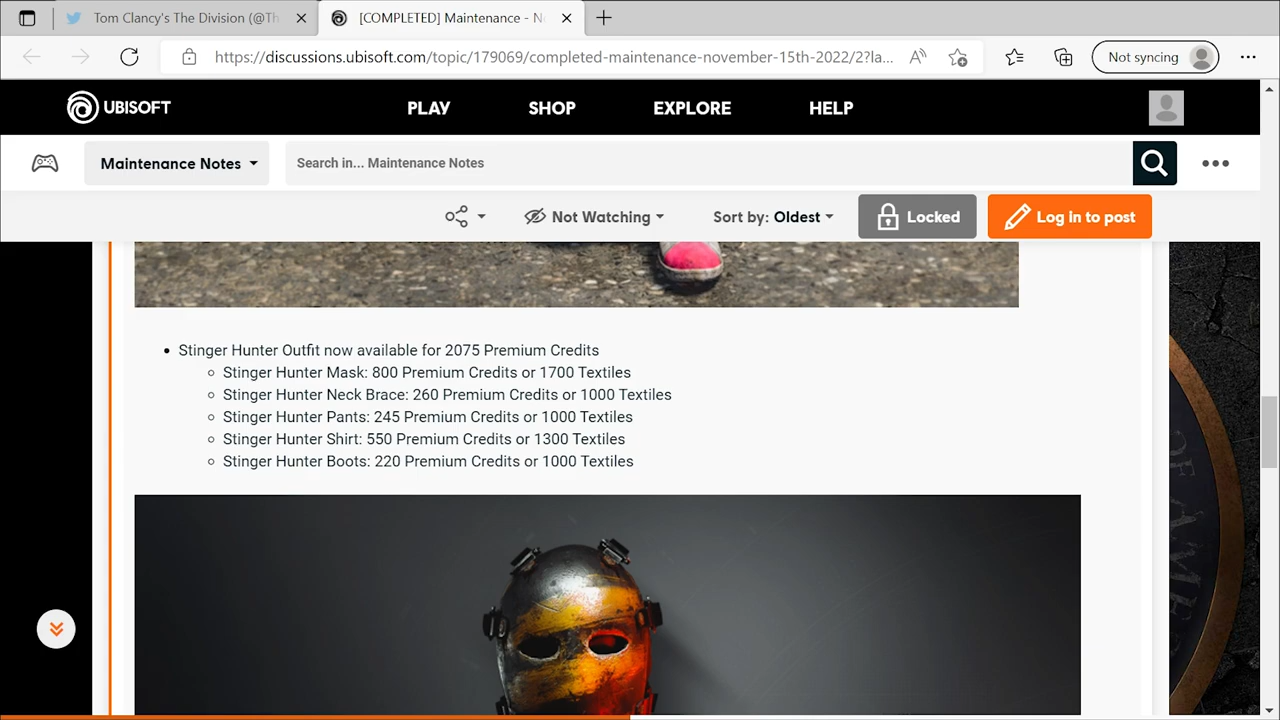 Tom Clancy's The Division (@Th
[COMPLETED] Maintenance - N
https://discussions.ubisoft.com/topic/179069/completed-maintenance-november-15th-2022/2?la...
Not syncing
UBISOFT
PLAY
SHOP
EXPLORE
HELP
Maintenance Notes
Search in... Maintenance Notes
Not Watching
Sort by: Oldest
Locked
Log in to post
• Stinger Hunter Outfit now available for 2075 Premium Credits
Stinger Hunter Mask: 800 Premium Credits or 1700 Textiles
Stinger Hunter Neck Brace: 260 Premium Credits or 1000 Textiles
Stinger Hunter Pants: 245 Premium Credits or 1000 Textiles
Stinger Hunter Shirt: 550 Premium Credits or 1300 Textiles
Stinger Hunter Boots: 220 Premium Credits or 1000 Textiles